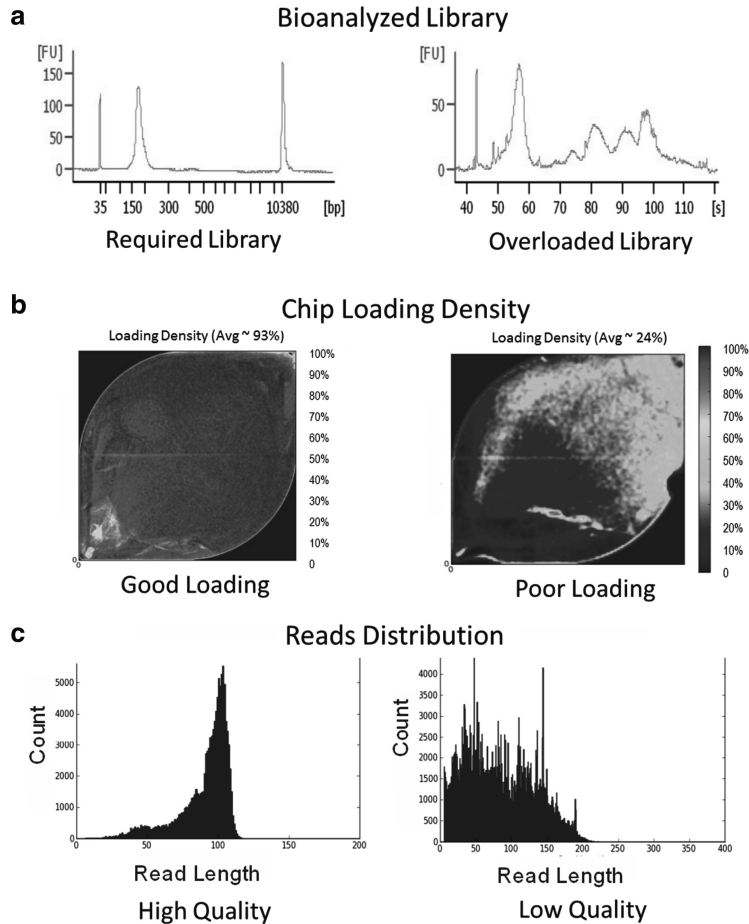 a
Bioanalyzed Library
[FU]
150
100
50
0
35 150 300 500 10380 [bp]
Required Library
[FU]
50
0
40 50 60 70 80 90 100 110 [s]
Overloaded Library
b
Chip Loading Density
Loading Density (Avg ~ 93%)
100%
90%
80%
70%
60%
50%
40%
30%
20%
10%
0
0
Good Loading
Loading Density (Avg ~ 24%)
100%
90%
80%
70%
60%
50%
40%
30%
20%
10%
0
0
Poor Loading
c
Reads Distribution
Count
5000
4000
3000
2000
1000
0
50 100 150 200
Read Length
High Quality
Count
4000
3500
3000
2500
2000
1500
1000
500
0
0 50 100 150 200 250 300 350 400
Read Length
Low Quality